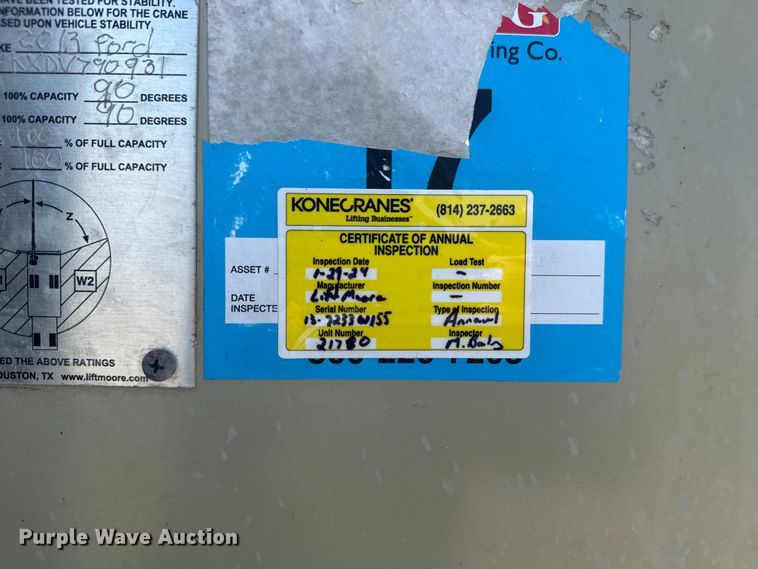 HAVE BEEN TESTED FOR STABILITY.
INFORMATION BELOW FOR THE CRANE
BASED UPON VEHICLE STABILITY.
KE 2013 Ford
KKDV790931
100% CAPACITY 90 DEGREES
100% CAPACITY 90 DEGREES
100 % OF FULL CAPACITY
100 % OF FULL CAPACITY
Z
W2
ED THE ABOVE RATINGS
OUSTON, TX www.liftmoore.com
G
ing Co.
17
KONECRANES®
Lifting Businesses™
(814) 237-2663
CERTIFICATE OF ANNUAL
INSPECTION
Inspection Date Load Test
1-29-24 -
Manufacturer Inspection Number
Lift Moore -
Serial Number Type of Inspection
Annual
Unit Number Inspector
21780
ASSET #
DATE
INSPECTE
Purple Wave Auction